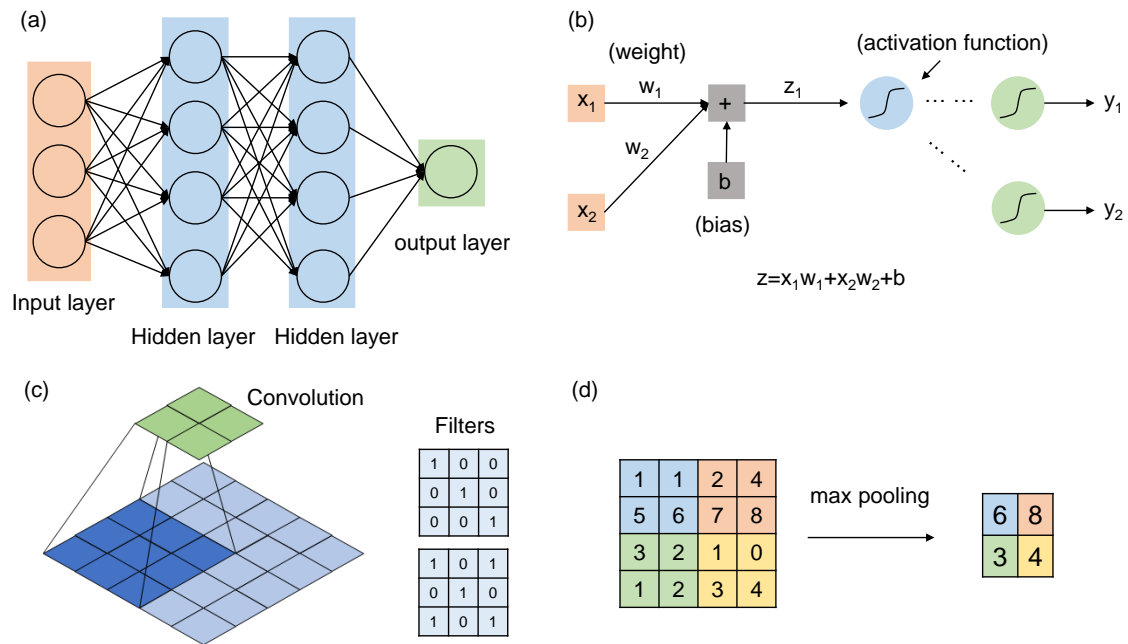 (a)
Input layer
Hidden layer
Hidden layer
output layer
(b)
(weight)
(activation function)
x₁
w₁
+
z₁
... ...
y₁
w₂
b
...
x₂
(bias)
y₂
z=x₁w₁+x₂w₂+b
(c)
Convolution
Filters
1 0 0
0 1 0
0 0 1
1 0 1
0 1 0
1 0 1
(d)
1 1 2 4
5 6 7 8
3 2 1 0
1 2 3 4
max pooling
6 8
3 4